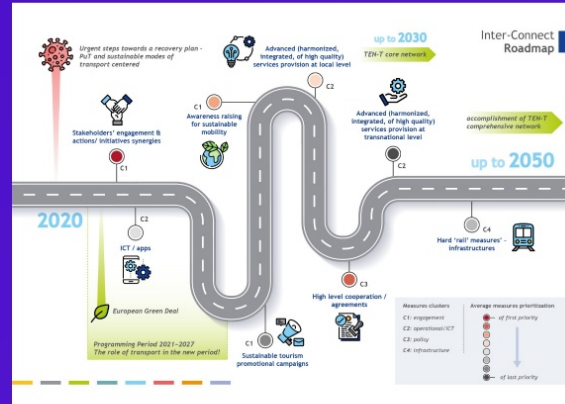 Inter-Connect
Roadmap
Urgent steps towards a recovery plan -
PuT and sustainable modes of
transport centered
Advanced (harmonized,
integrated, of high quality)
services provision at local level
up to 2030
TEN-T core network
C2
C1
Awareness raising
for sustainable
mobility
Stakeholders' engagement &
actions/ initiatives synergies
C1
Advanced (harmonized,
integrated, of high quality)
services provision at
transnational level
C2
accomplishment of TEN-T
comprehensive network
up to 2050
2020
C2
ICT / apps
C4
Hard 'rail' measures' -
infrastructures
European Green Deal
C3
High level cooperation /
agreements
Programming Period 2021-2027
The role of transport in the new period!
C1
Sustainable tourism
promotional campaigns
Measures clusters
C1: engagement
C2: operational/ICT
C3: policy
C4: infrastructure
Average measures prioritization
of first priority
of last priority